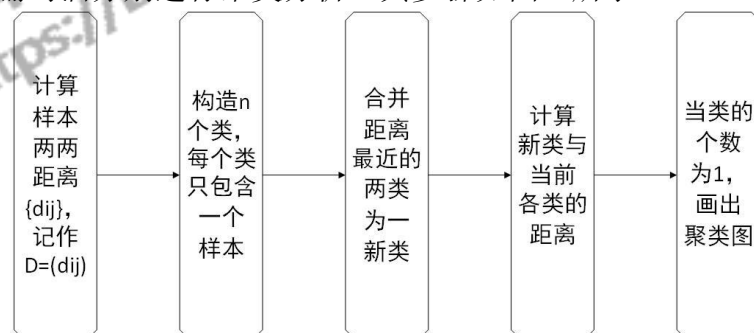 计算
样本
两两
距离
{dij},
记作
D=(dij)
构造n
个类，
每个类
只包含
一个
样本
合并
距离
最近的
两类
为一
新类
计算
新类与
当前
各类的
距离
当类的
个数
为1，
画出
聚类图